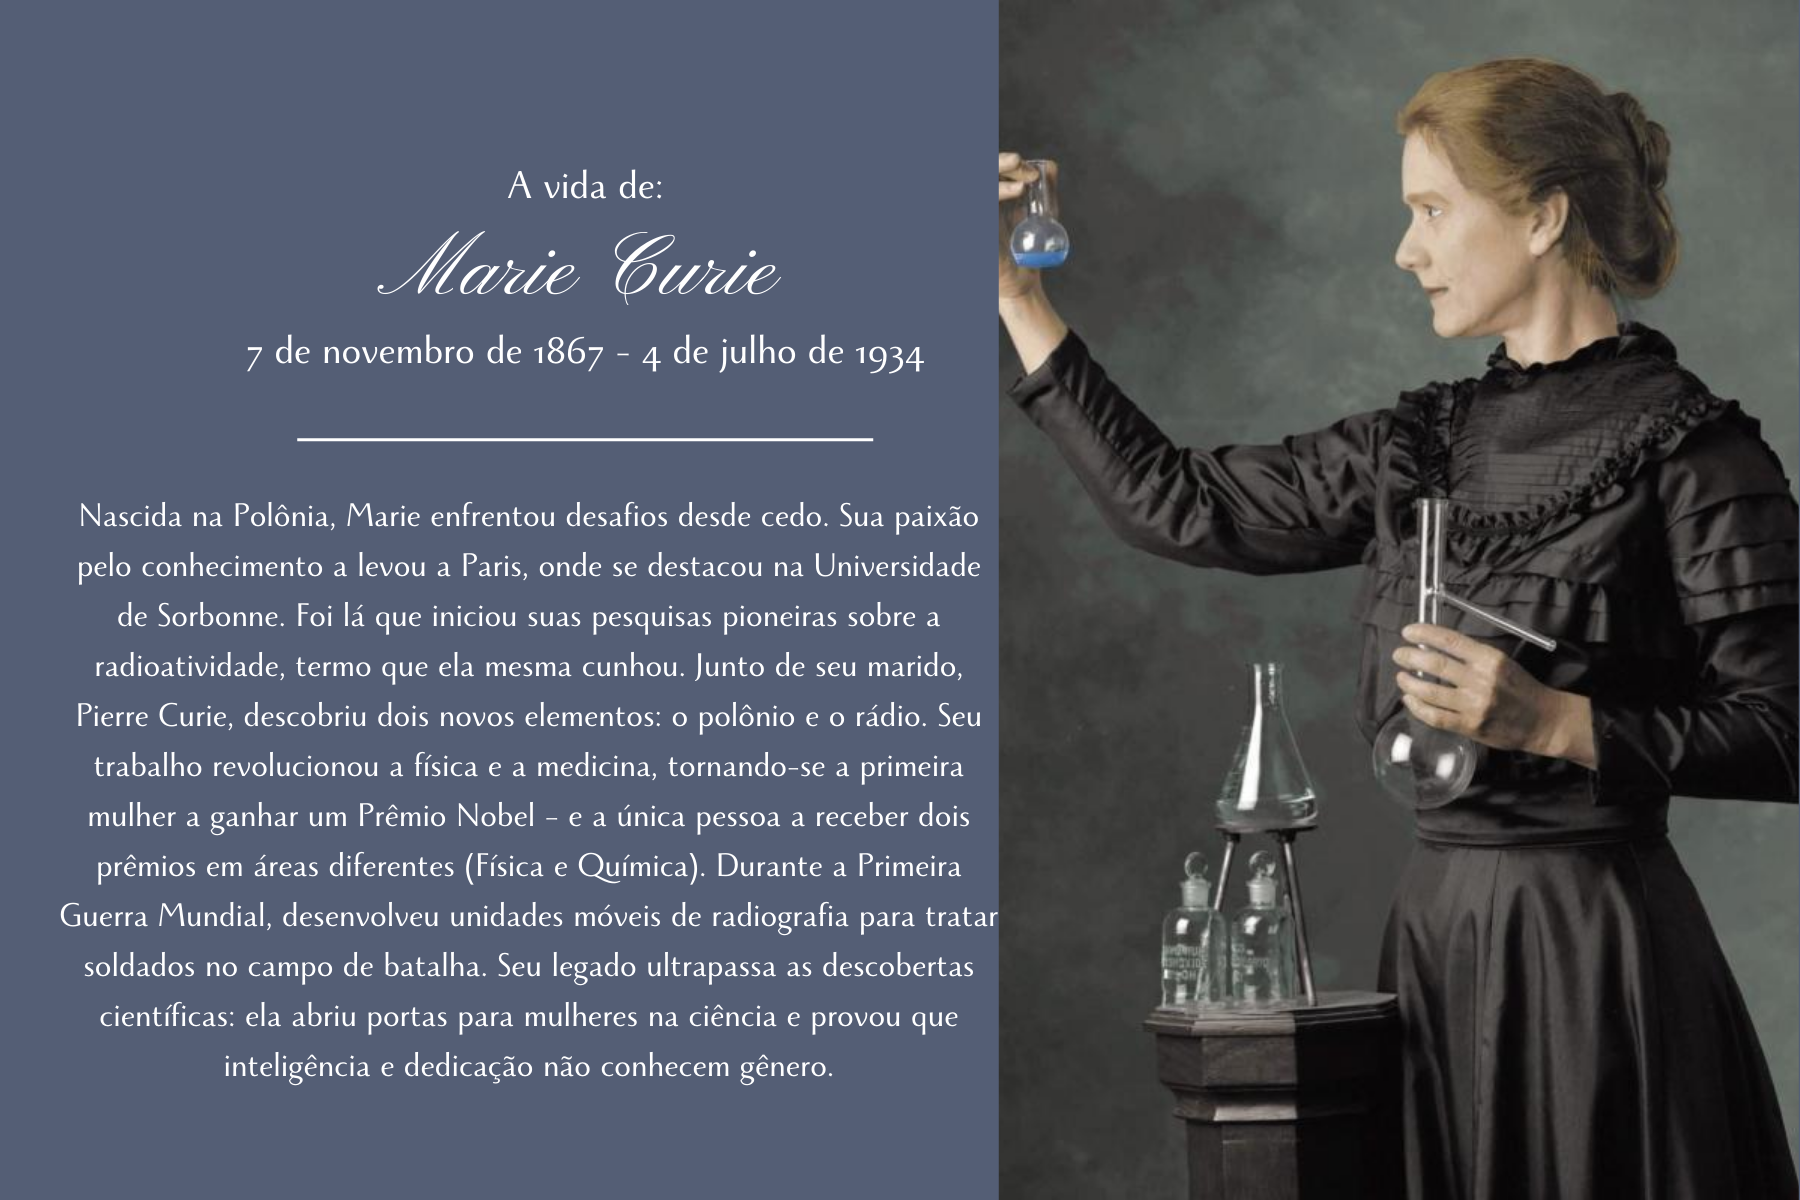 A vida de:
Marie Curie
7 de novembro de 1867 - 4 de julho de 1934
Nascida na Polônia, Marie enfrentou desafios desde cedo. Sua paixão
pelo conhecimento a levou a Paris, onde se destacou na Universidade
de Sorbonne. Foi lá que iniciou suas pesquisas pioneiras sobre a
radioatividade, termo que ela mesma cunhou. Junto de seu marido,
Pierre Curie, descobriu dois novos elementos: o polônio e o rádio. Seu
trabalho revolucionou a física e a medicina, tornando-se a primeira
mulher a ganhar um Prêmio Nobel - e a única pessoa a receber dois
prêmios em áreas diferentes (Física e Química). Durante a Primeira
Guerra Mundial, desenvolveu unidades móveis de radiografia para tratar
soldados no campo de batalha. Seu legado ultrapassa as descobertas
científicas: ela abriu portas para mulheres na ciência e provou que
inteligência e dedicação não conhecem gênero.